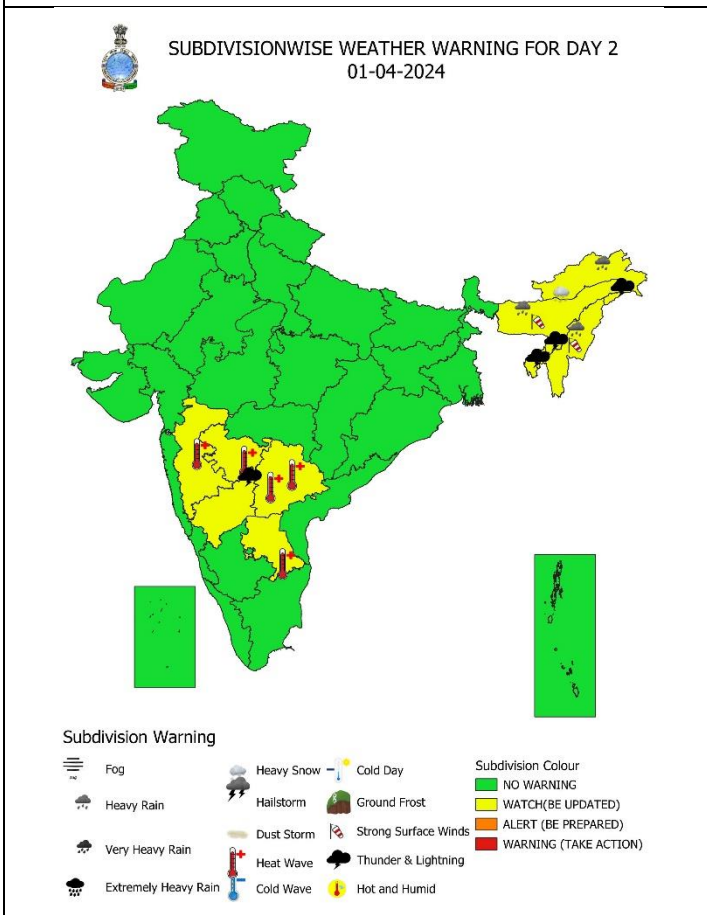 SUBDIVISIONWISE WEATHER WARNING FOR DAY 2
01-04-2024
Subdivision Warning
Fog
Heavy Rain
Very Heavy Rain
Extremely Heavy Rain
Heavy Snow
Hailstorm
Dust Storm
Heat Wave
Cold Wave
Cold Day
Ground Frost
Strong Surface Winds
Thunder & Lightning
Hot and Humid
Subdivision Colour
NO WARNING
WATCH(BE UPDATED)
ALERT (BE PREPARED)
WARNING (TAKE ACTION)